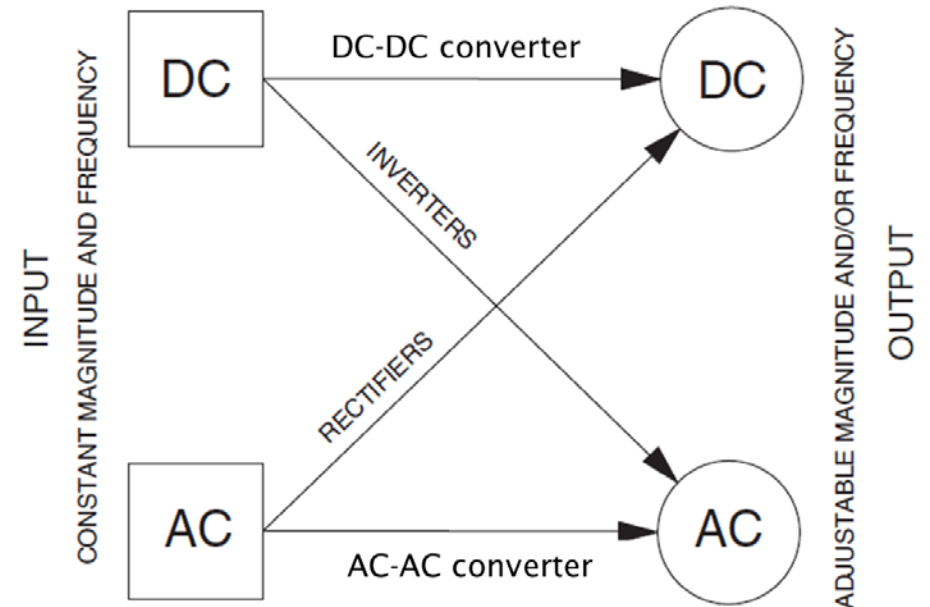 DC
DC-DC converter
DC
INVERTERS
RECTIFIERS
AC
AC-AC converter
AC
INPUT
CONSTANT MAGNITUDE AND FREQUENCY
ADJUSTABLE MAGNITUDE AND/OR FREQUENCY
OUTPUT